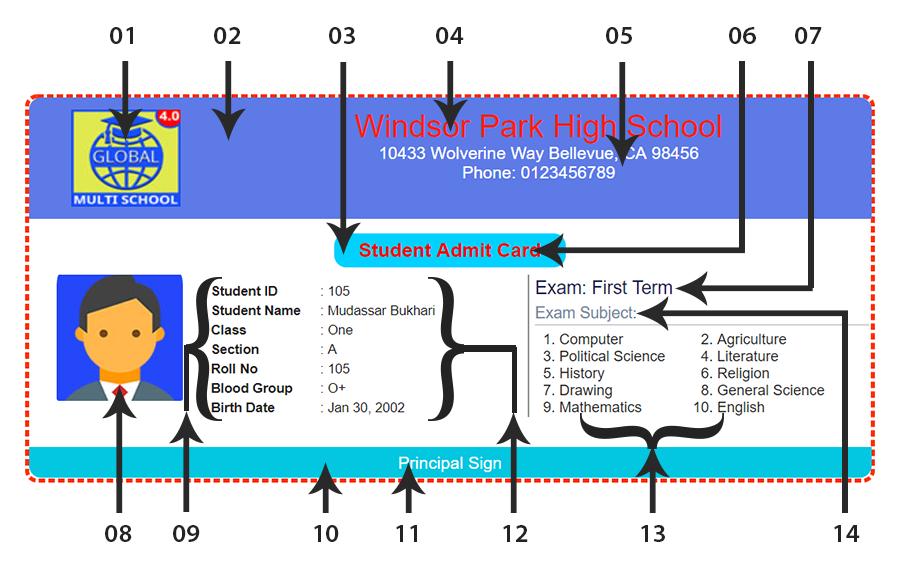 01 02 03 04 05 06 07
4.0
GLOBAL
MULTI SCHOOL
Windsor Park High School
10433 Wolverine Way Bellevue, CA 98456
Phone: 0123456789
Student Admit Card
Student ID : 105
Student Name : Mudassar Bukhari
Class : One
Section : A
Roll No : 105
Blood Group : O+
Birth Date : Jan 30, 2002
Exam: First Term
Exam Subject:
1. Computer 2. Agriculture
3. Political Science 4. Literature
5. History 6. Religion
7. Drawing 8. General Science
9. Mathematics 10. English
Principal Sign
08 09 10 11 12 13 14